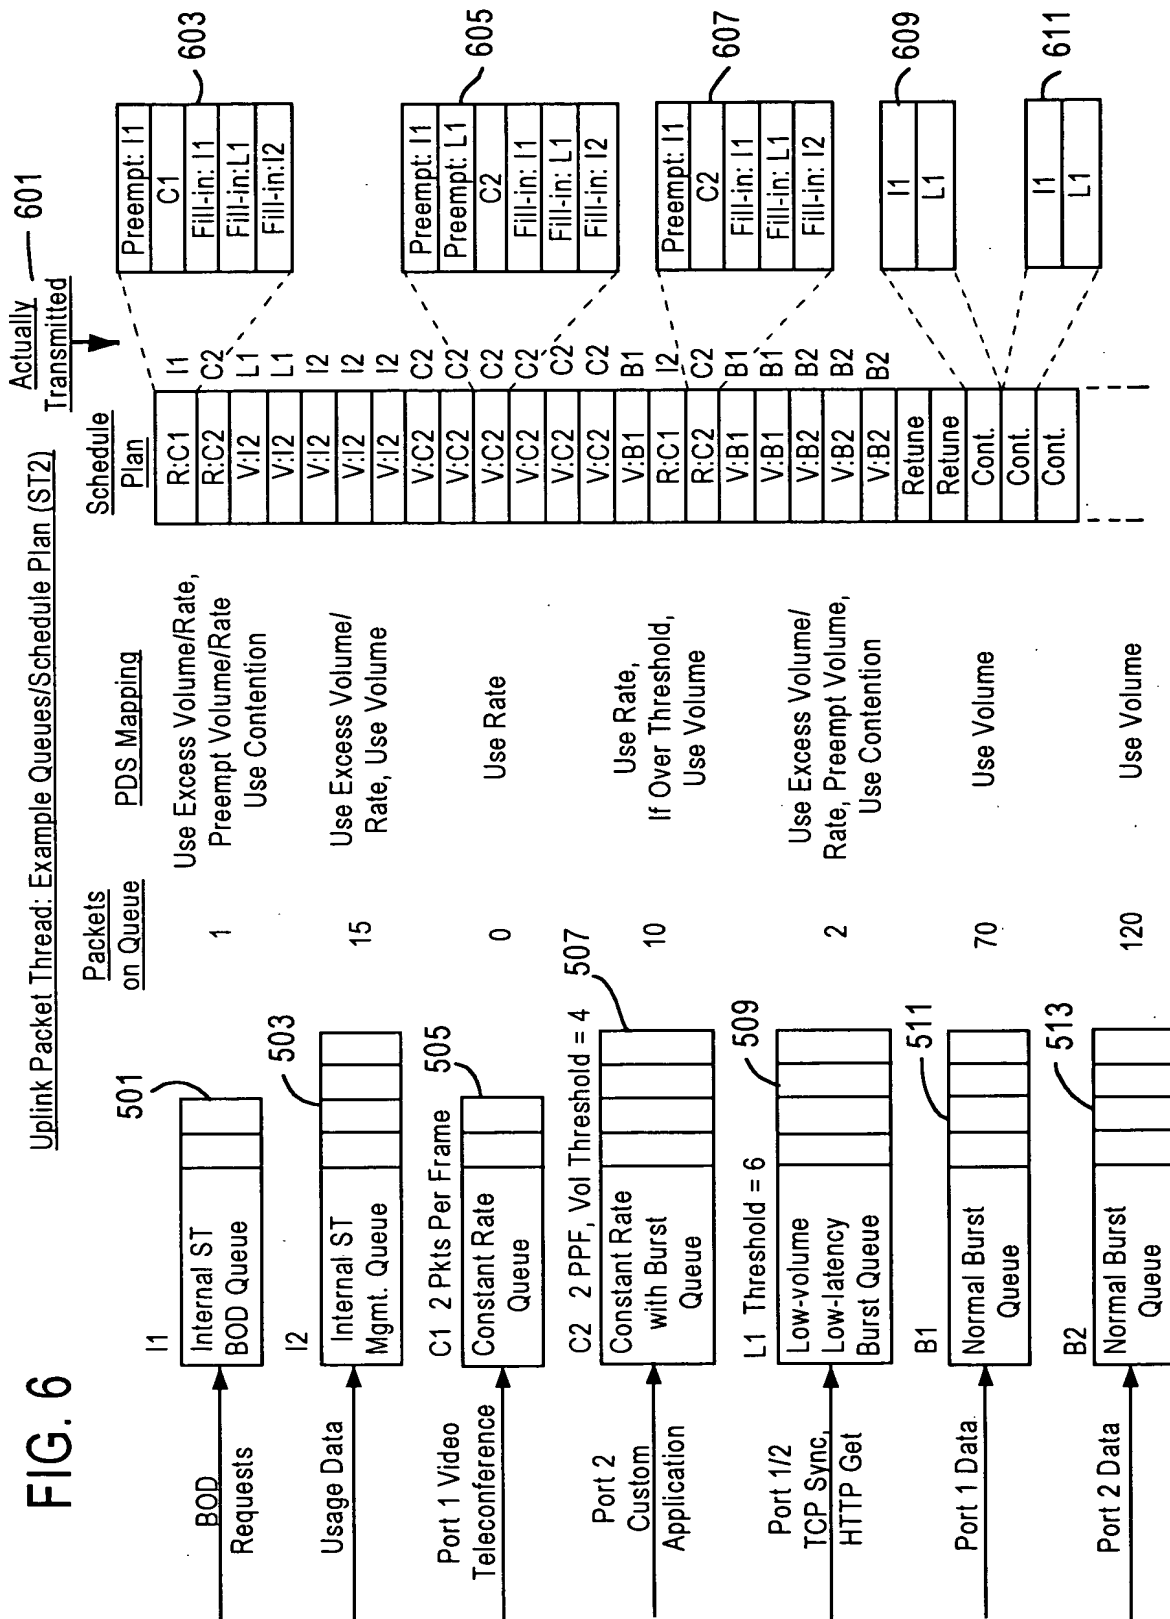 FIG. 6
Uplink Packet Thread: Example Queues/Schedule Plan (ST2)
Packets
on Queue
PDS Mapping
Schedule
Plan
Actually
Transmitted
601
BOD
Requests
I1
Internal ST
BOD Queue
501
1
Use Excess Volume/Rate,
Preempt Volume/Rate
Use Contention
Usage Data
I2
Internal ST
Mgmt. Queue
503
15
Use Excess Volume/
Rate, Use Volume
Port 1 Video
Teleconference
C1 2 Pkts Per Frame
Constant Rate
Queue
505
0
Use Rate
Port 2
Custom
Application
C2 2 PPF, Vol Threshold = 4
Constant Rate
with Burst
Queue
507
10
Use Rate,
If Over Threshold,
Use Volume
Port 1/2
TCP Sync,
HTTP Get
L1 Threshold = 6
Low-volume
Low-latency
Burst Queue
509
2
Use Excess Volume/
Rate, Preempt Volume,
Use Contention
Port 1 Data
B1
Normal Burst
Queue
511
70
Use Volume
Port 2 Data
B2
Normal Burst
Queue
513
120
Use Volume
R:C1 I1
R:C2 C2
V:I2 L1
V:I2 L1
V:I2 I2
V:I2 I2
V:I2 I2
V:C2 C2
V:C2 C2
V:C2 C2
V:C2 C2
V:C2 C2
V:C2 C2
V:B1 B1
R:C1 I2
R:C2 C2
V:B1 B1
V:B1 B1
V:B2 B2
V:B2 B2
V:B2 B2
Retune
Retune
Cont.
Cont.
Cont.
Preempt: I1
C1
Fill-in: I1
Fill-in:L1
Fill-in:I2
603
Preempt: I1
Preempt: L1
C2
Fill-in: I1
Fill-in: L1
Fill-in: I2
605
Preempt: I1
C2
Fill-in: I1
Fill-in: L1
Fill-in: I2
607
I1
L1
609
I1
L1
611